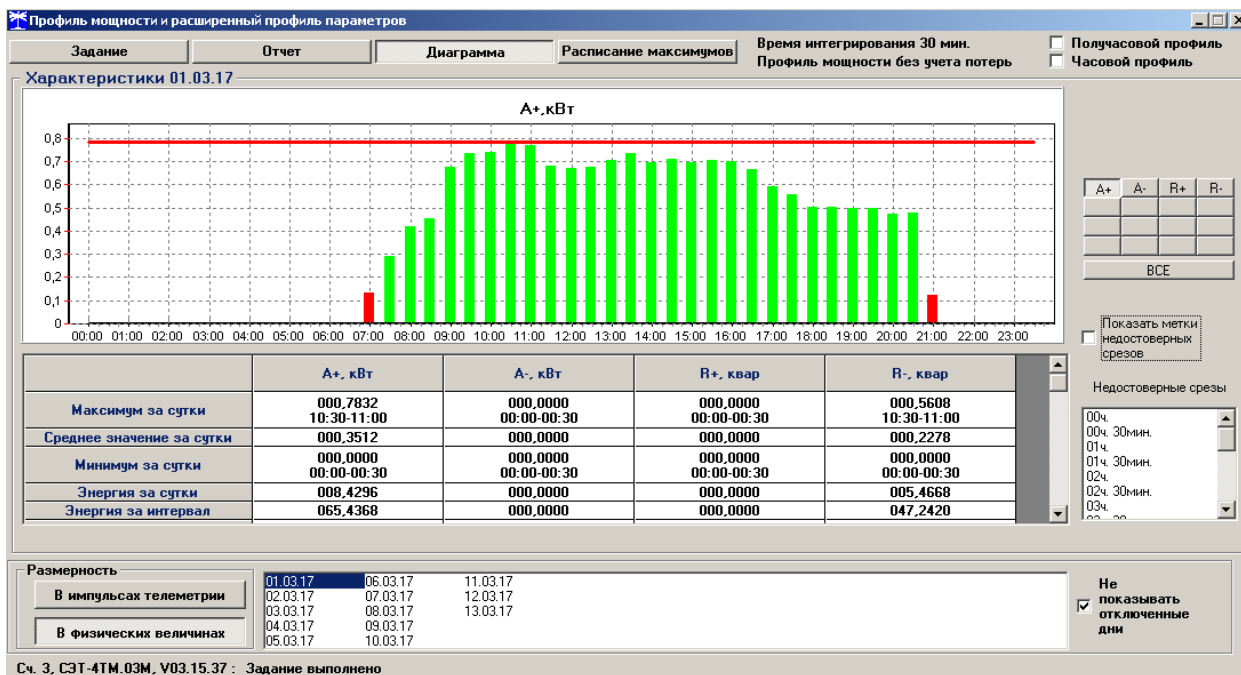 Профиль мощности и расширенный профиль параметров
Задание Отчет Диаграмма Расписание максимумов Время интегрирования 30 мин. Получасовой профиль
Профиль мощности без учета потерь Часовой профиль
Характеристики 01.03.17
A+,кВт
0,8
0,7
0,6
0,5
0,4
0,3
0,2
0,1
0
00:00 01:00 02:00 03:00 04:00 05:00 06:00 07:00 08:00 09:00 10:00 11:00 12:00 13:00 14:00 15:00 16:00 17:00 18:00 19:00 20:00 21:00 22:00 23:00
A+ A- R+ R-
ВСЕ
Показать метки
недостоверных
срезов
Недостоверные срезы
00ч.
00ч. 30мин.
01ч.
01ч. 30мин.
02ч.
02ч. 30мин.
03ч.
A+, кВт A-, кВт R+, квар R-, квар
Максимум за сутки 000,7832 000,0000 000,0000 000,5608
10:30-11:00 00:00-00:30 00:00-00:30 10:30-11:00
Среднее значение за сутки 000,3512 000,0000 000,0000 000,2278
Минимум за сутки 000,0000 000,0000 000,0000 000,0000
00:00-00:30 00:00-00:30 00:00-00:30 00:00-00:30
Энергия за сутки 008,4296 000,0000 000,0000 005,4668
Энергия за интервал 065,4368 000,0000 000,0000 047,2420
Размерность
В импульсах телеметрии
В физических величинах
01.03.17 06.03.17 11.03.17
02.03.17 07.03.17 12.03.17
03.03.17 08.03.17 13.03.17
04.03.17 09.03.17
05.03.17 10.03.17
Не
показывать
отключенные
дни
Сч. 3, СЭТ-4ТМ.03М, V03.15.37 : Задание выполнено